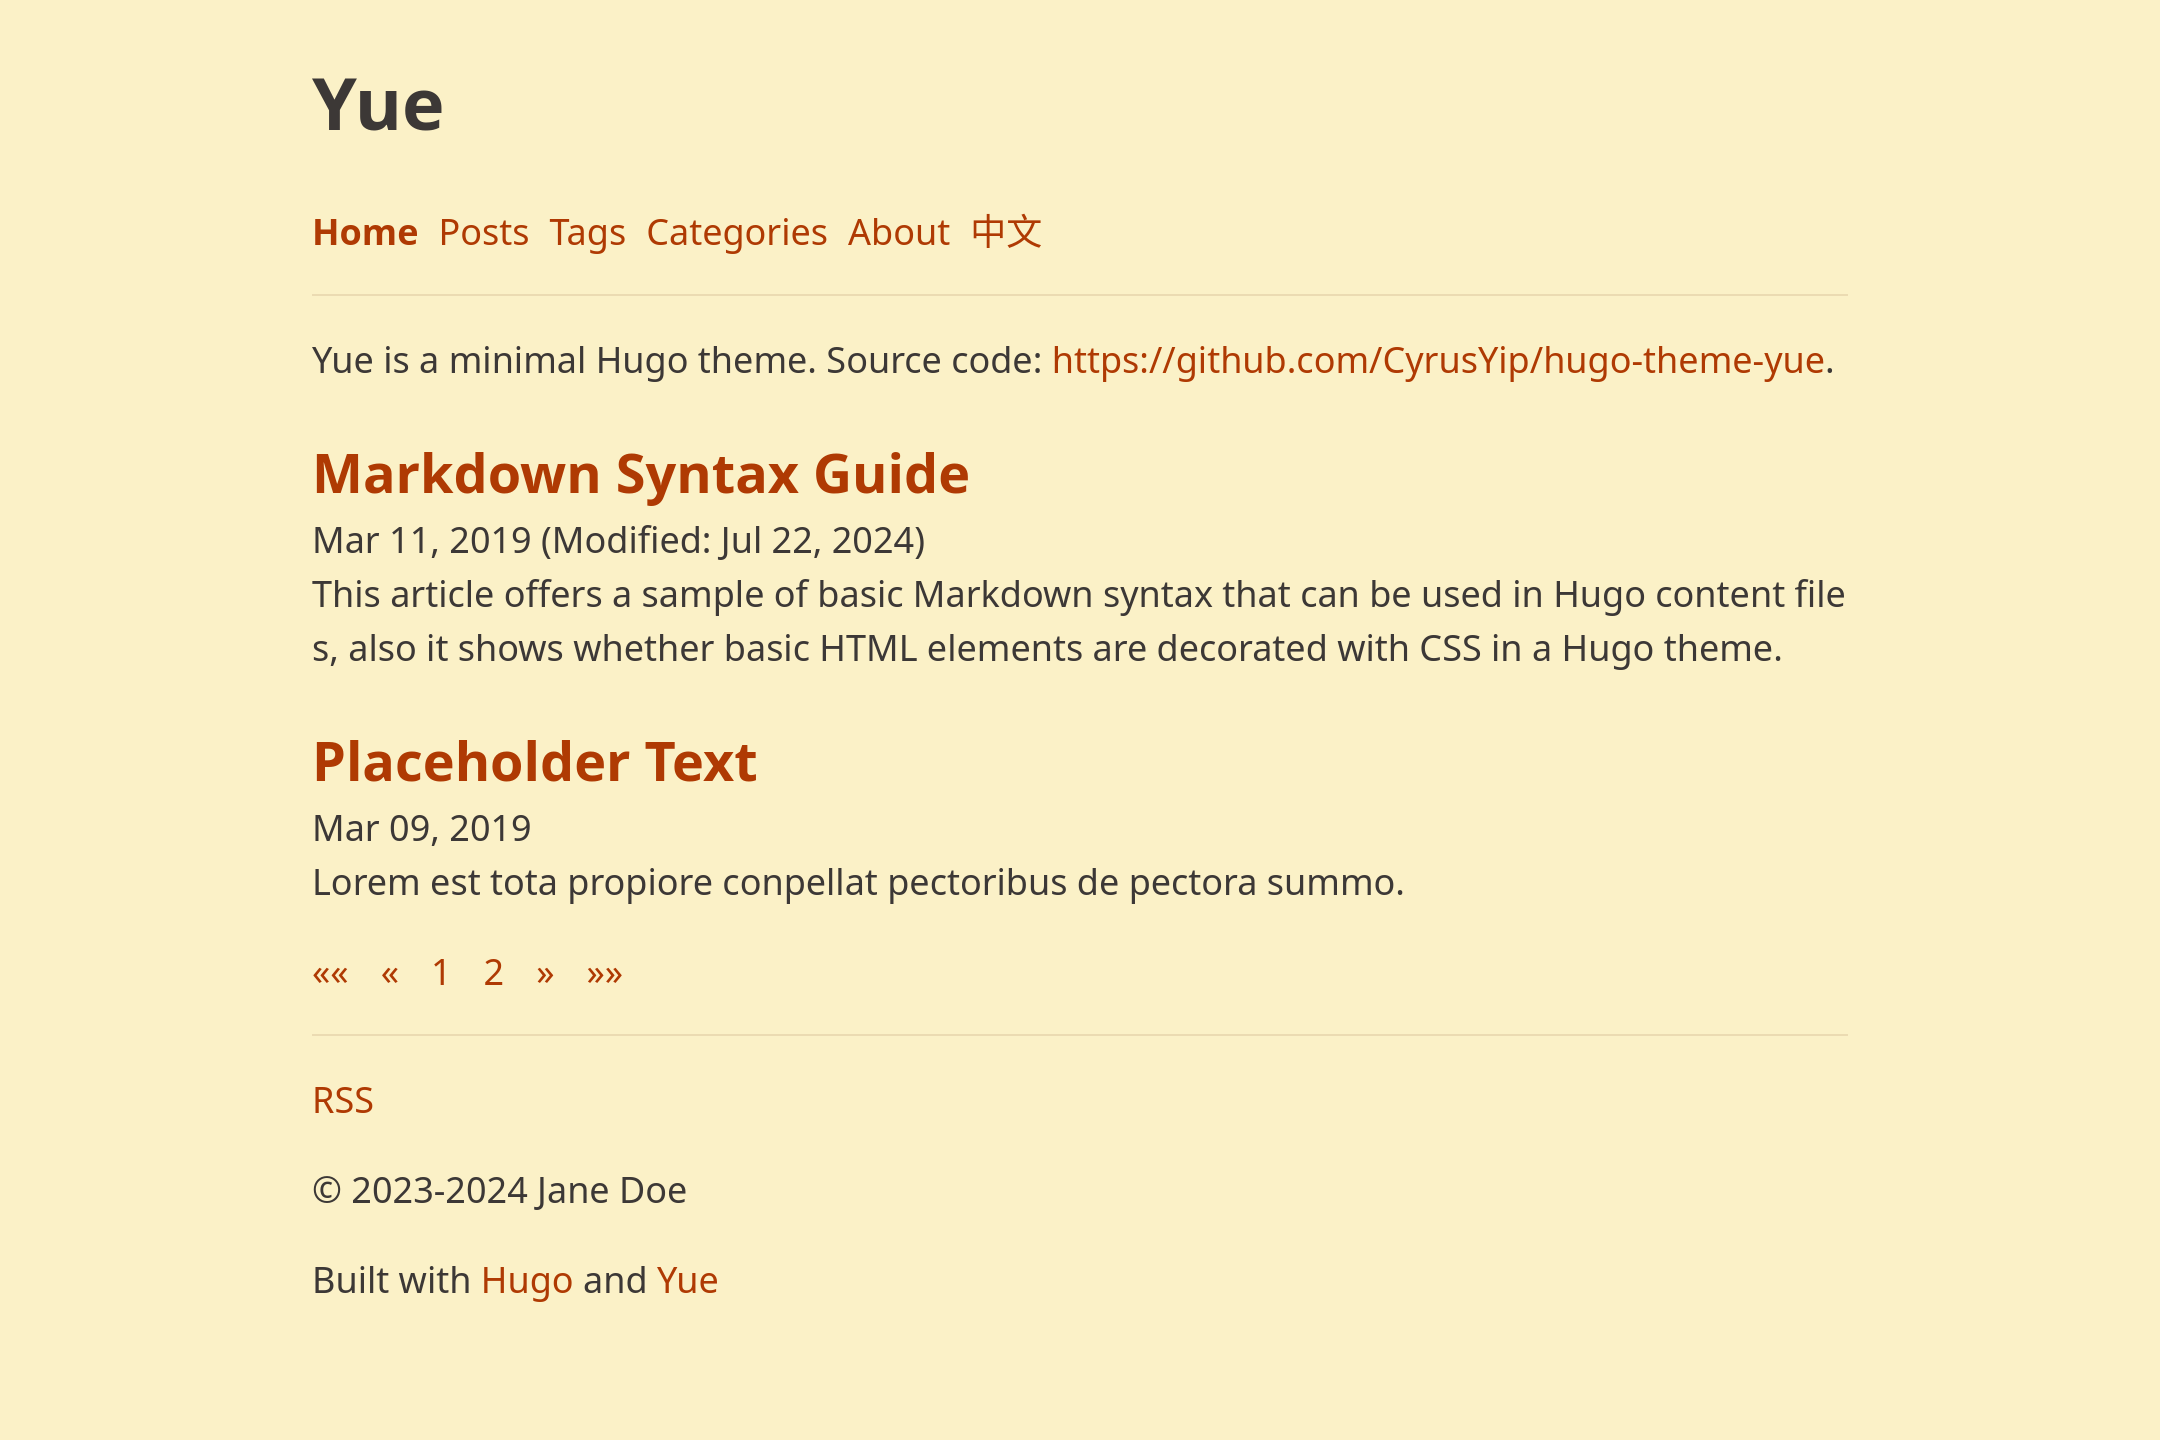 Yue
Home Posts Tags Categories About 中文
Yue is a minimal Hugo theme. Source code: https://github.com/CyrusYip/hugo-theme-yue.
Markdown Syntax Guide
Mar 11, 2019 (Modified: Jul 22, 2024)
This article offers a sample of basic Markdown syntax that can be used in Hugo content file
s, also it shows whether basic HTML elements are decorated with CSS in a Hugo theme.
Placeholder Text
Mar 09, 2019
Lorem est tota propiore conpellat pectoribus de pectora summo.
«« « 1 2 » »»
RSS
© 2023-2024 Jane Doe
Built with Hugo and Yue